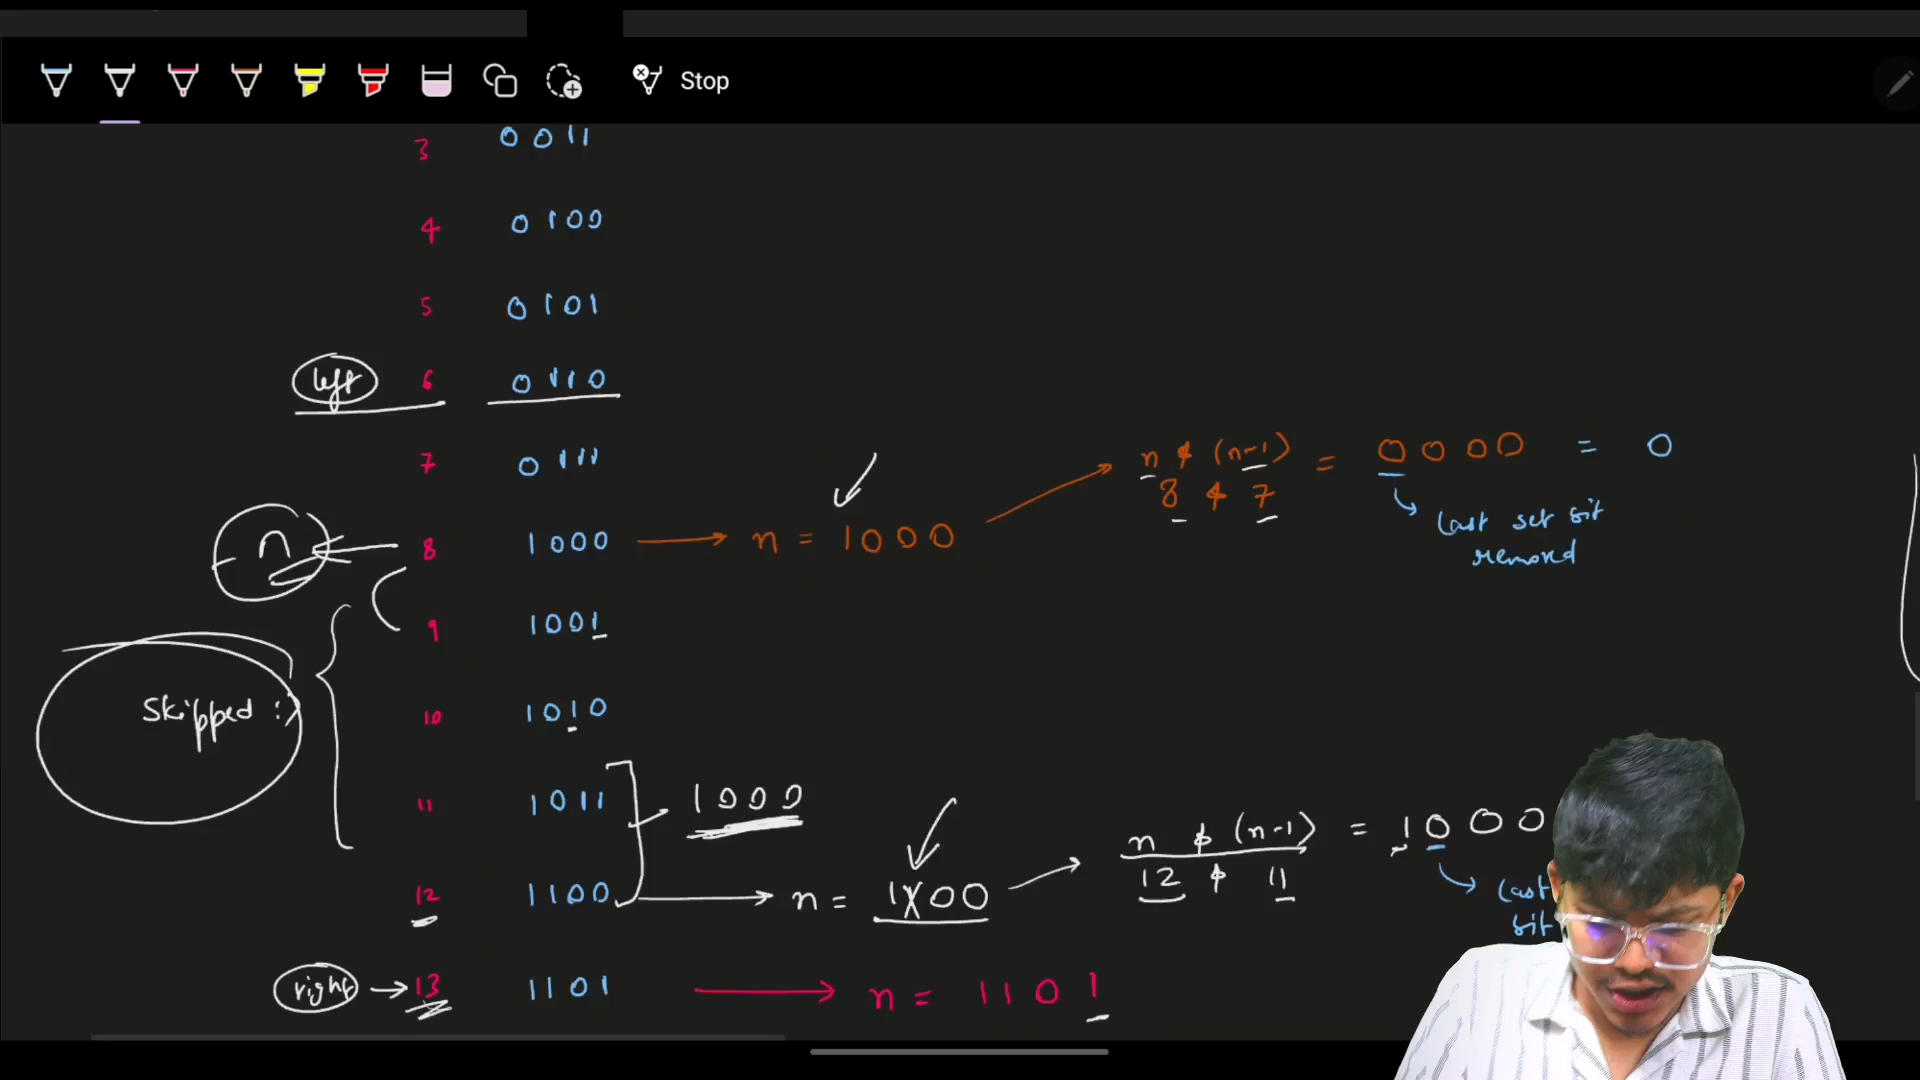 Stop
3 0011
4 0100
5 0101
left 6 0110
7 0111
n & (n-1) = 0000 = 0
8 & 7
last set bit
removed
n 8 1000 → n = 1000
9 1001
skipped :) 10 1010
11 1011 1000
n & (n-1) = 1000
12 & 11
last
bit
12 1100 → n = 1100
right → 13 1101 → n = 1101